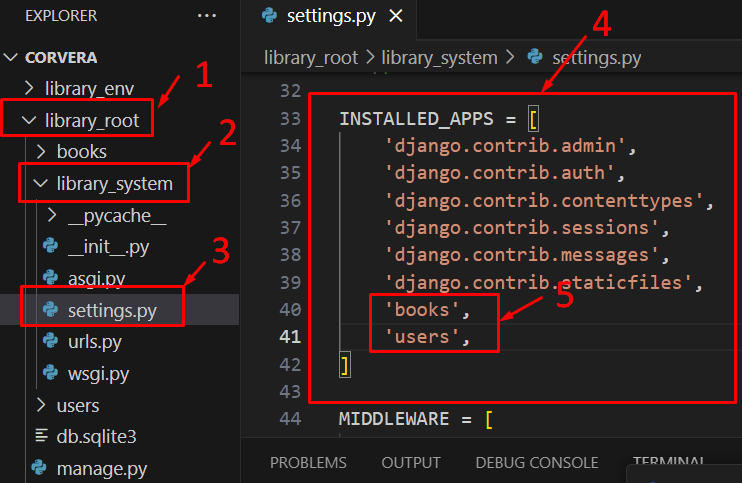 EXPLORER ...
CORVERA
library_env
library_root
books
library_system
__pycache__
__init__.py
asgi.py
settings.py
urls.py
wsgi.py
users
db.sqlite3
manage.py
1
2
3
settings.py
library_root > library_system > settings.py
4
32
33 INSTALLED_APPS = [
34 'django.contrib.admin',
35 'django.contrib.auth',
36 'django.contrib.contenttypes',
37 'django.contrib.sessions',
38 'django.contrib.messages',
39 'django.contrib.staticfiles',
40 'books',
41 'users',
42 ]
43
44 MIDDLEWARE = [
5
PROBLEMS OUTPUT DEBUG CONSOLE TERMINAL